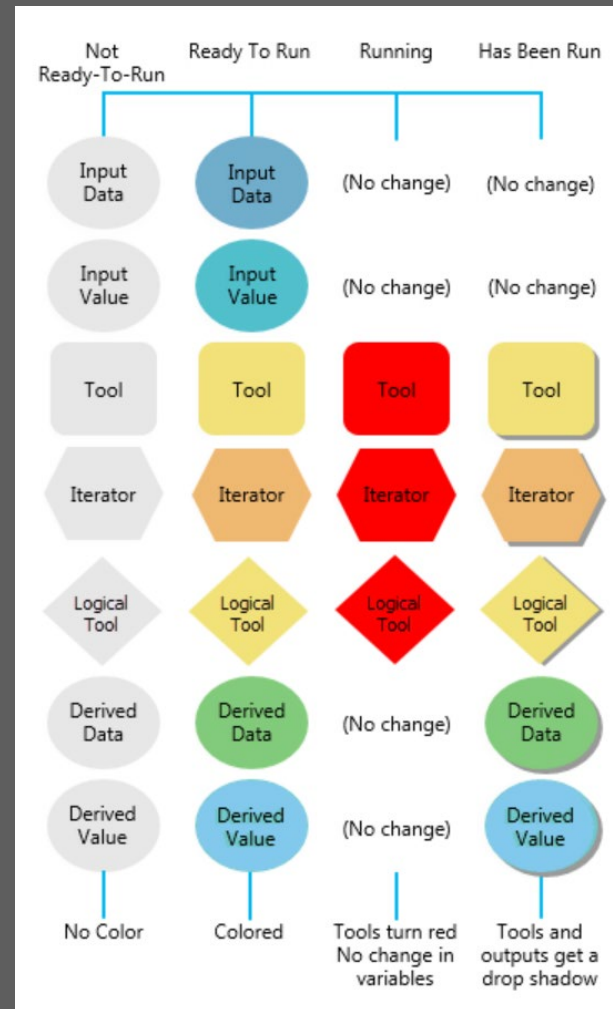 Not
Ready-To-Run
Ready To Run
Running
Has Been Run
Input
Data
Input
Data
(No change)
(No change)
Input
Value
Input
Value
(No change)
(No change)
Tool
Tool
Tool
Tool
Iterator
Iterator
Iterator
Iterator
Logical
Tool
Logical
Tool
Logical
Tool
Logical
Tool
Derived
Data
Derived
Data
(No change)
Derived
Data
Derived
Value
Derived
Value
(No change)
Derived
Value
No Color
Colored
Tools turn red
No change in
variables
Tools and
outputs get a
drop shadow